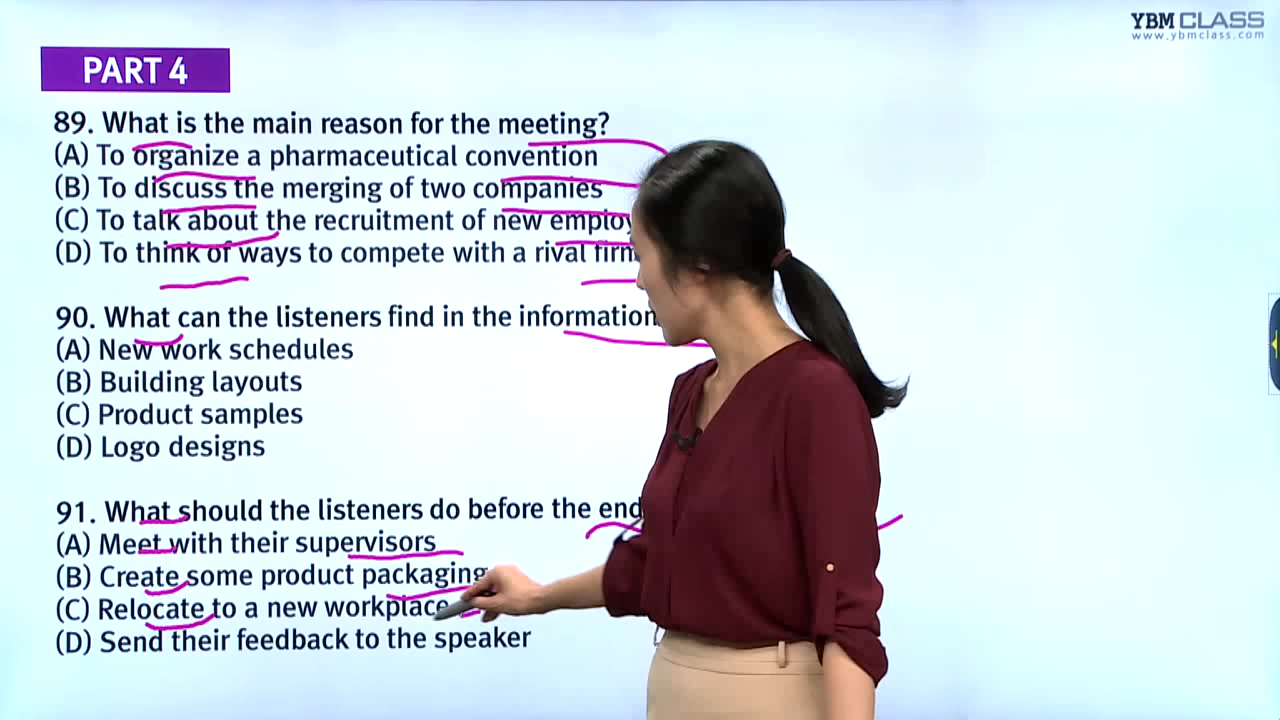 YBM CLASS
www.ybmclass.com
PART 4
89. What is the main reason for the meeting?
(A) To organize a pharmaceutical convention
(B) To discuss the merging of two companies
(C) To talk about the recruitment of new
(D) To think of ways to compete with a rival firm
90. What can the listeners find in the information
(A) New work schedules
(B) Building layouts
(C) Product samples
(D) Logo designs
91. What should the listeners do before the end
(A) Meet with their supervisors
(B) Create some product packaging
(C) Relocate to a new workplace
(D) Send their feedback to the speaker